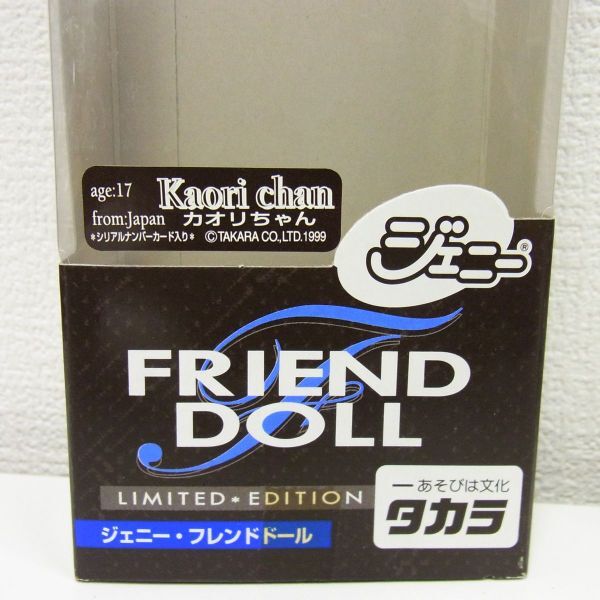 age:17
Kaori chan
from:Japan
カオリちゃん
*シリアルナンバーカード入り* ©TAKARA CO.,LTD.1999
ジェニー®
F
FRIEND
DOLL
LIMITED*EDITION
ーあそびは文化
タカラ
ジェニー・フレンドドール